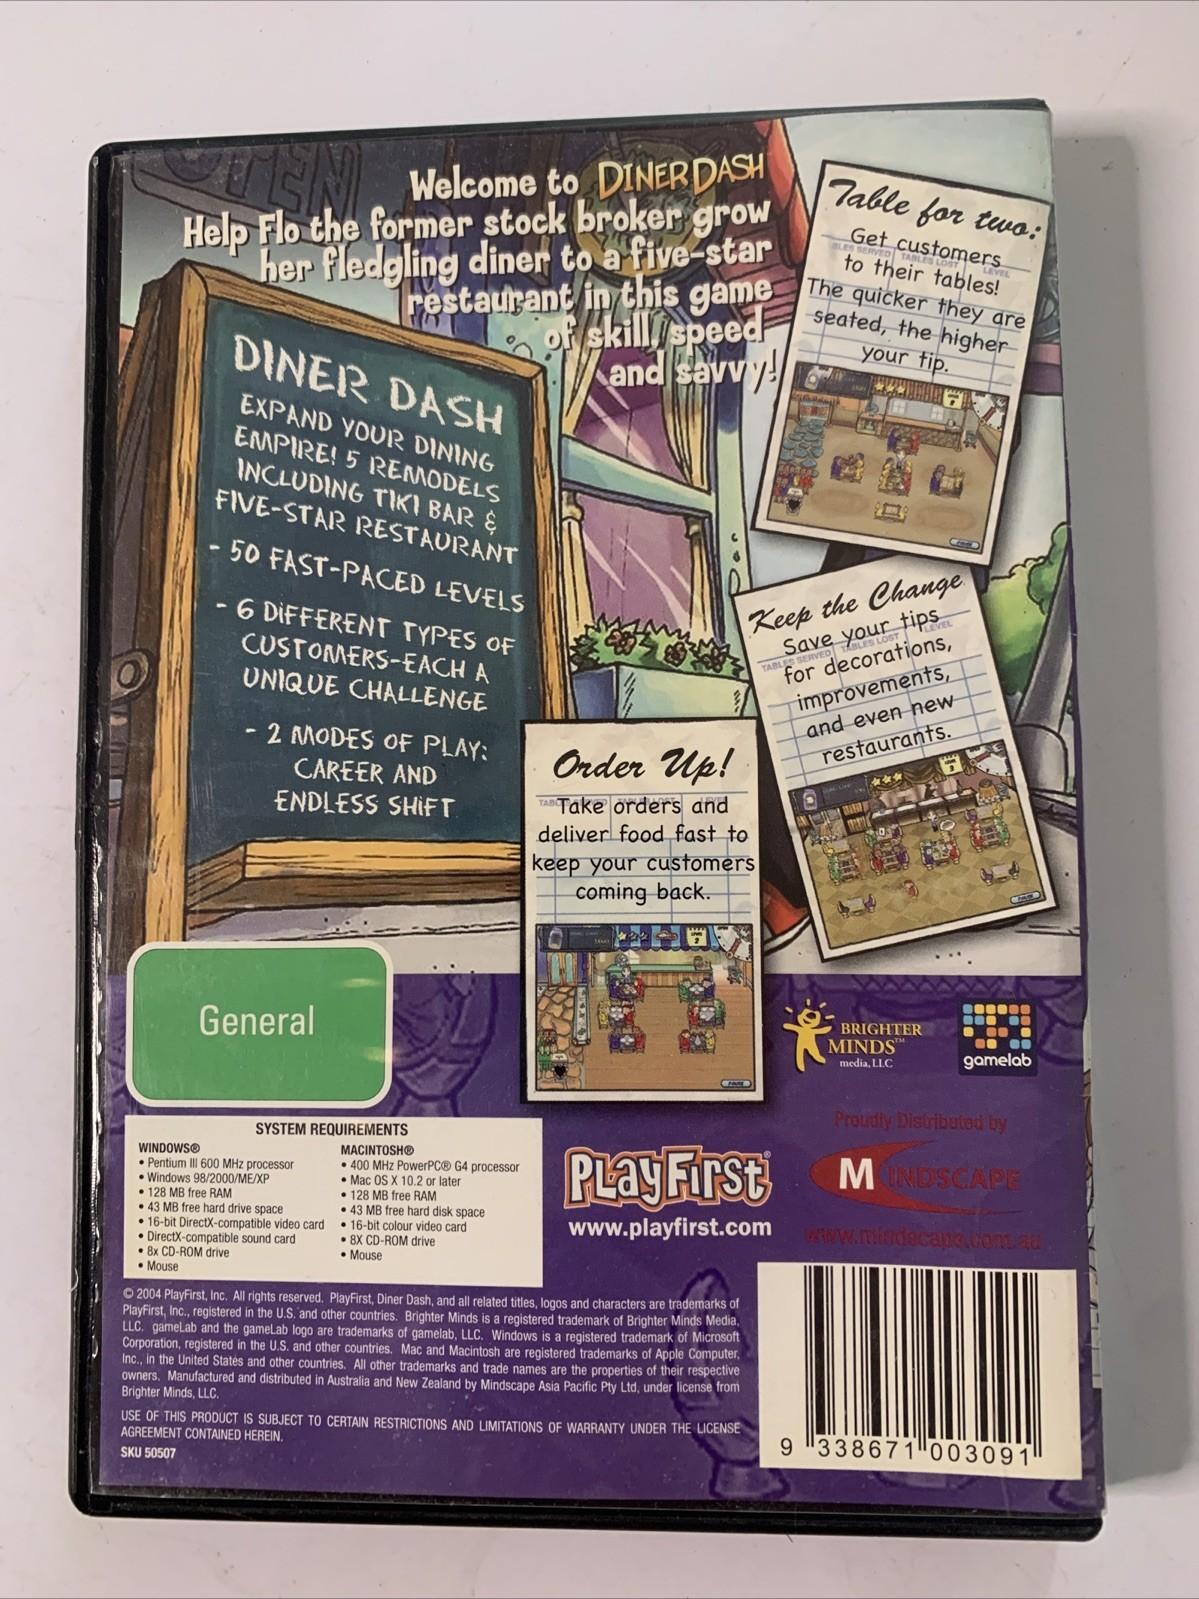 OPEN
Welcome to DINER DASH
Help Flo the former stock broker grow
her fledgling diner to a five-star
restaurant in this game
of skill, speed
and savvy!
DINER DASH
EXPAND YOUR DINING
EMPIRE! 5 REMODELS
INCLUDING TIKI BAR &
FIVE-STAR RESTAURANT
- 50 FAST-PACED LEVELS
- 6 DIFFERENT TYPES OF
CUSTOMERS-EACH A
UNIQUE CHALLENGE
- 2 MODES OF PLAY:
CAREER AND
ENDLESS SHIFT
Table for two:
Get customers
to their tables!
The quicker they are
seated, the higher
your tip.
Keep the Change
Save your tips
TABLES SERVED TABLES LOST LEVEL
for decorations,
improvements,
and even new
restaurants.
Order Up!
Take orders and
deliver food fast to
keep your customers
coming back.
General
BRIGHTER
MINDS™
media, LLC
gamelab
SYSTEM REQUIREMENTS
WINDOWS®
• Pentium III 600 MHz processor
• Windows 98/2000/ME/XP
• 128 MB free RAM
• 43 MB free hard drive space
• 16-bit DirectX-compatible video card
• DirectX-compatible sound card
• 8x CD-ROM drive
• Mouse
MACINTOSH®
• 400 MHz PowerPC® G4 processor
• Mac OS X 10.2 or later
• 128 MB free RAM
• 43 MB free hard disk space
• 16-bit colour video card
• 8X CD-ROM drive
• Mouse
PLAYFIRST®
www.playfirst.com
Proudly Distributed by
MINDSCAPE
www.mindscape.com.au
© 2004 PlayFirst, Inc. All rights reserved. PlayFirst, Diner Dash, and all related titles, logos and characters are trademarks of
PlayFirst, Inc., registered in the U.S. and other countries. Brighter Minds is a registered trademark of Brighter Minds Media,
LLC. gameLab and the gameLab logo are trademarks of gamelab, LLC. Windows is a registered trademark of Microsoft
Corporation, registered in the U.S. and other countries. Mac and Macintosh are registered trademarks of Apple Computer,
Inc., in the United States and other countries. All other trademarks and trade names are the properties of their respective
owners. Manufactured and distributed in Australia and New Zealand by Mindscape Asia Pacific Pty Ltd, under license from
Brighter Minds, LLC.
USE OF THIS PRODUCT IS SUBJECT TO CERTAIN RESTRICTIONS AND LIMITATIONS OF WARRANTY UNDER THE LICENSE
AGREEMENT CONTAINED HEREIN.
SKU 50507
9 338671 003091